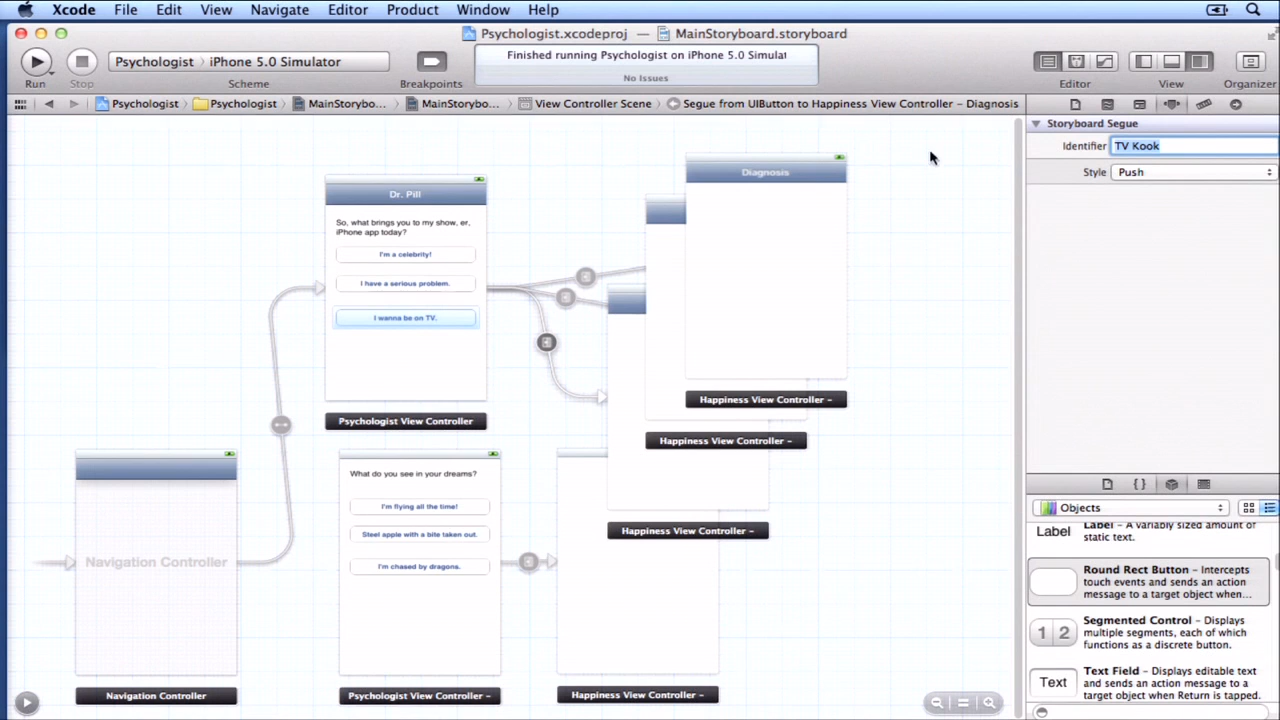 Xcode File Edit View Navigate Editor Product Window Help
Psychologist.xcodeproj — MainStoryboard.storyboard
Run Stop
Psychologist iPhone 5.0 Simulator
Scheme
Breakpoints
Finished running Psychologist on iPhone 5.0 Simulat
No Issues
Editor View Organizer
Psychologist Psychologist MainStorybo... MainStorybo... View Controller Scene Segue from UIButton to Happiness View Controller – Diagnosis
Storyboard Segue
Identifier TV Kook
Style Push
Dr. Pill
So, what brings you to my show, er,
iPhone app today?
I'm a celebrity!
I have a serious problem.
I wanna be on TV.
Psychologist View Controller
Diagnosis
Happiness View Controller –
Happiness View Controller –
Happiness View Controller –
Navigation Controller
Navigation Controller
What do you see in your dreams?
I'm flying all the time!
Steel apple with a bite taken out.
I'm chased by dragons.
Psychologist View Controller –
Happiness View Controller –
Objects
Label
Label – A variably sized amount of
static text.
Round Rect Button – Intercepts
touch events and sends an action
message to a target object when...
1 2
Segmented Control – Displays
multiple segments, each of which
functions as a discrete button.
Text
Text Field – Displays editable text
and sends an action message to a
target object when Return is tapped.